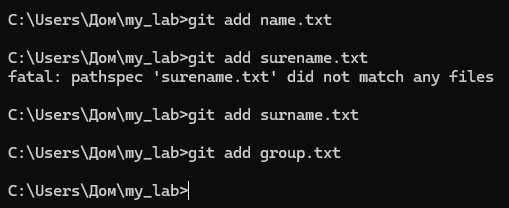 C:\Users\Дом\my_lab>git add name.txt
C:\Users\Дом\my_lab>git add surename.txt
fatal: pathspec 'surename.txt' did not match any files
C:\Users\Дом\my_lab>git add surname.txt
C:\Users\Дом\my_lab>git add group.txt
C:\Users\Дом\my_lab>